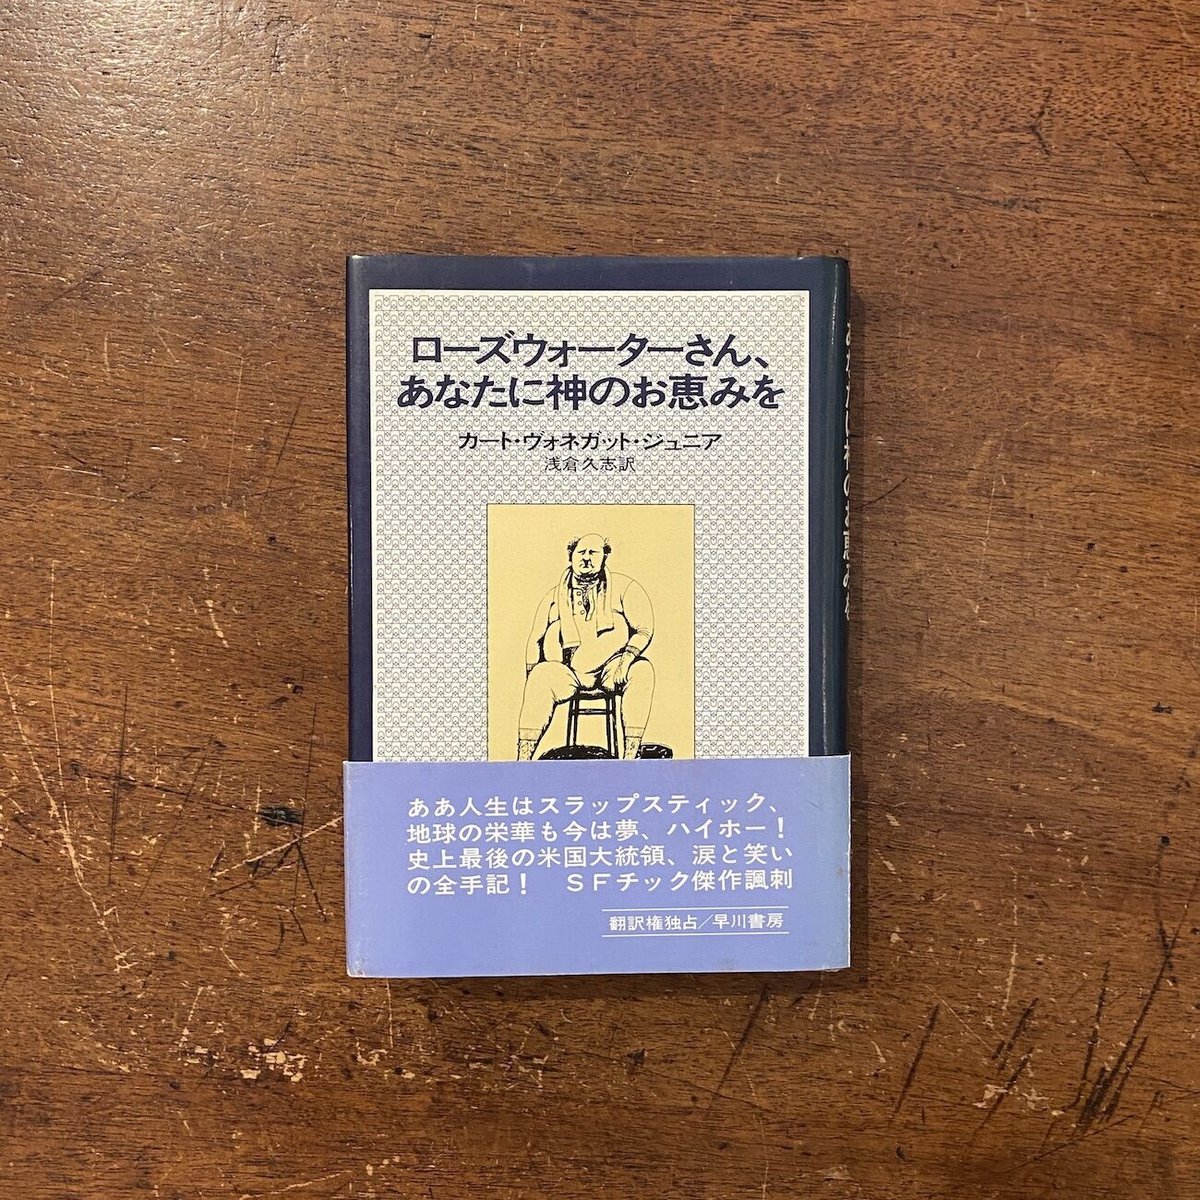 ローズウォーターさん、
あなたに神のお恵みを
カート・ヴォネガット・ジュニア
浅倉久志訳
ああ人生はスラップスティック、
地球の栄華も今は夢、ハイホー!
史上最後の米国大統領、涙と笑い
の全手記! SFチック傑作諷刺
翻訳権独占/早川書房